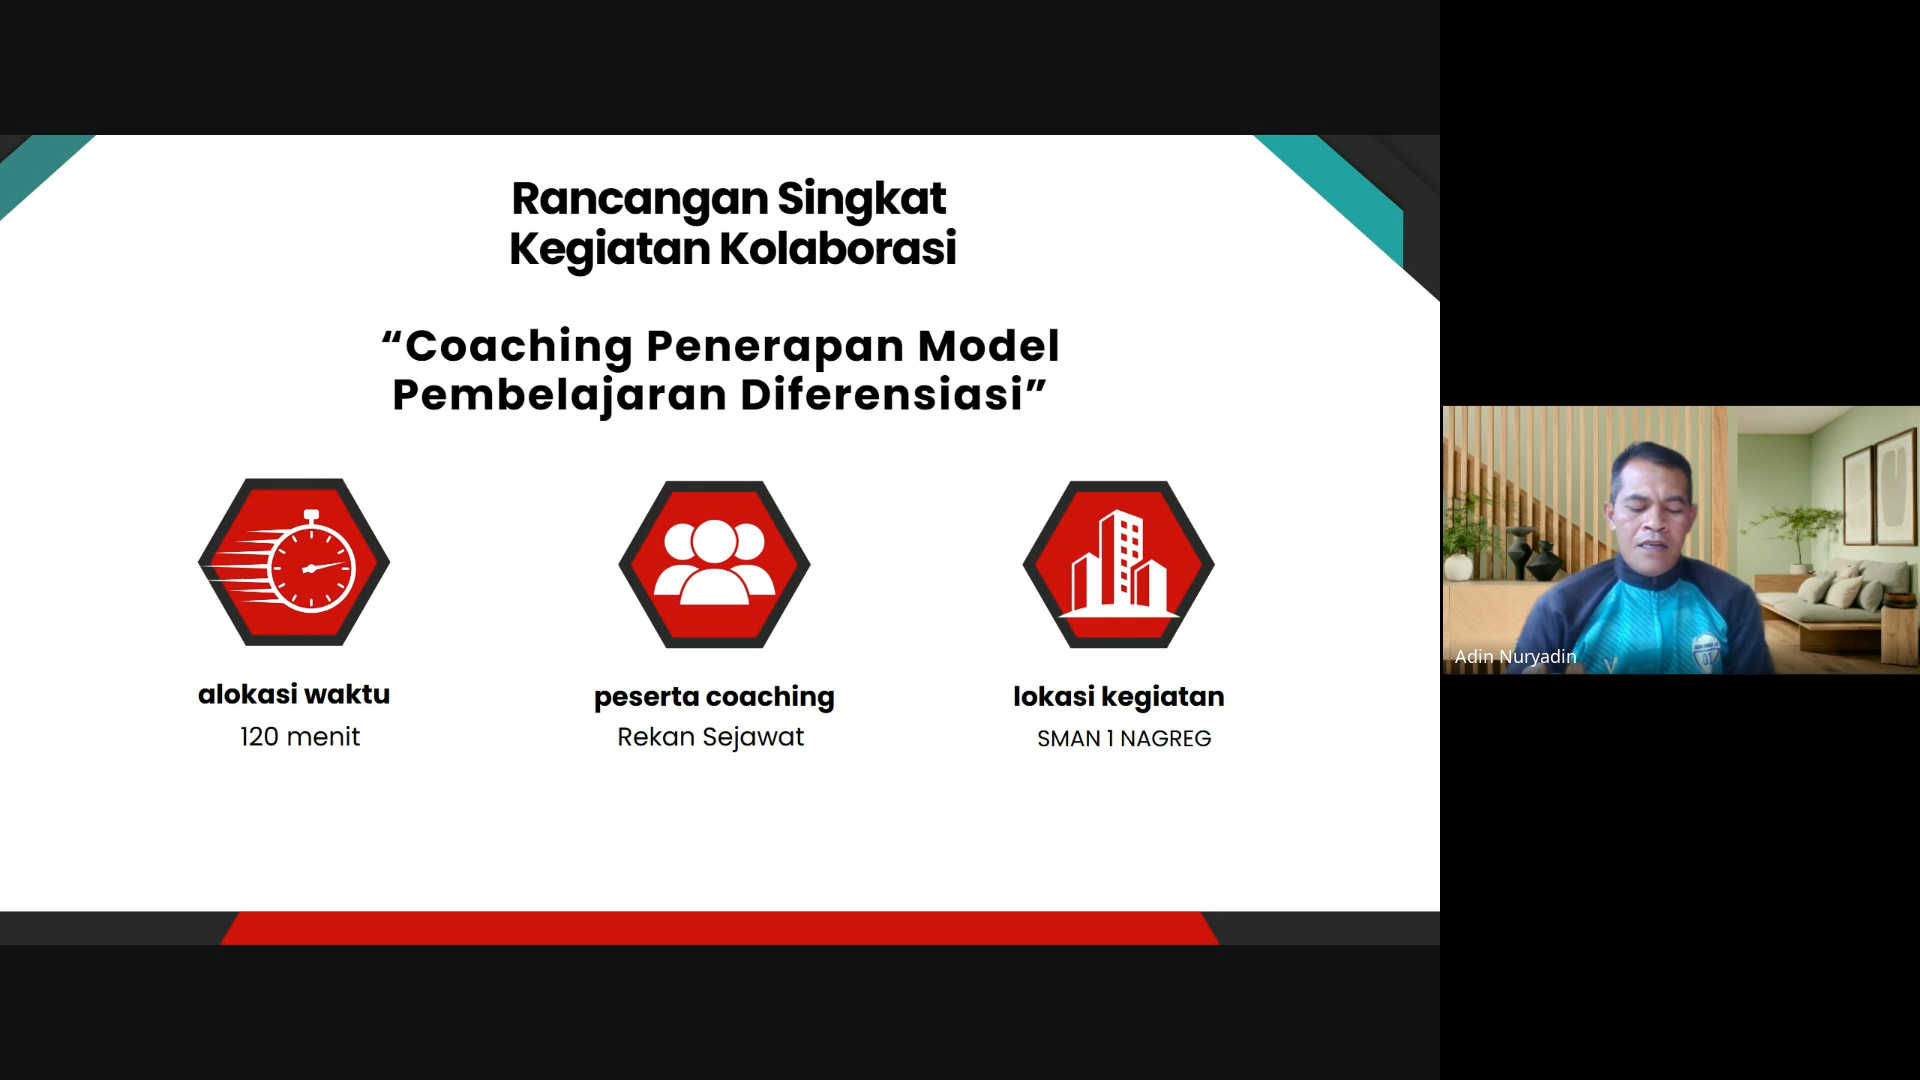 Rancangan Singkat
Kegiatan Kolaborasi
“Coaching Penerapan Model
Pembelajaran Diferensiasi”
alokasi waktu
120 menit
peserta coaching
Rekan Sejawat
lokasi kegiatan
SMAN 1 NAGREG
Adin Nuryadin